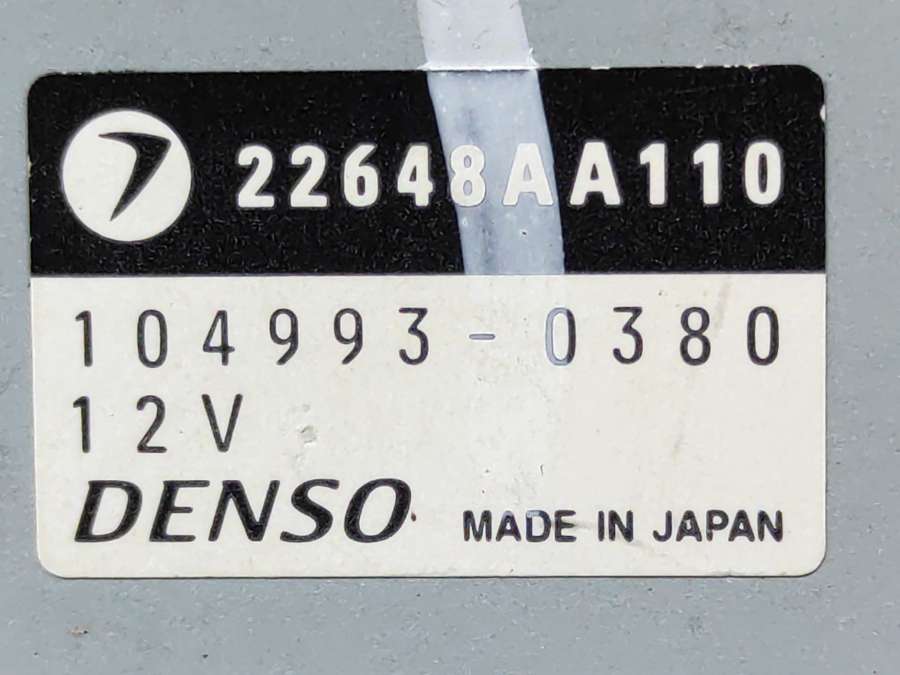 22648AA110
104993-0380
12V
DENSO MADE IN JAPAN